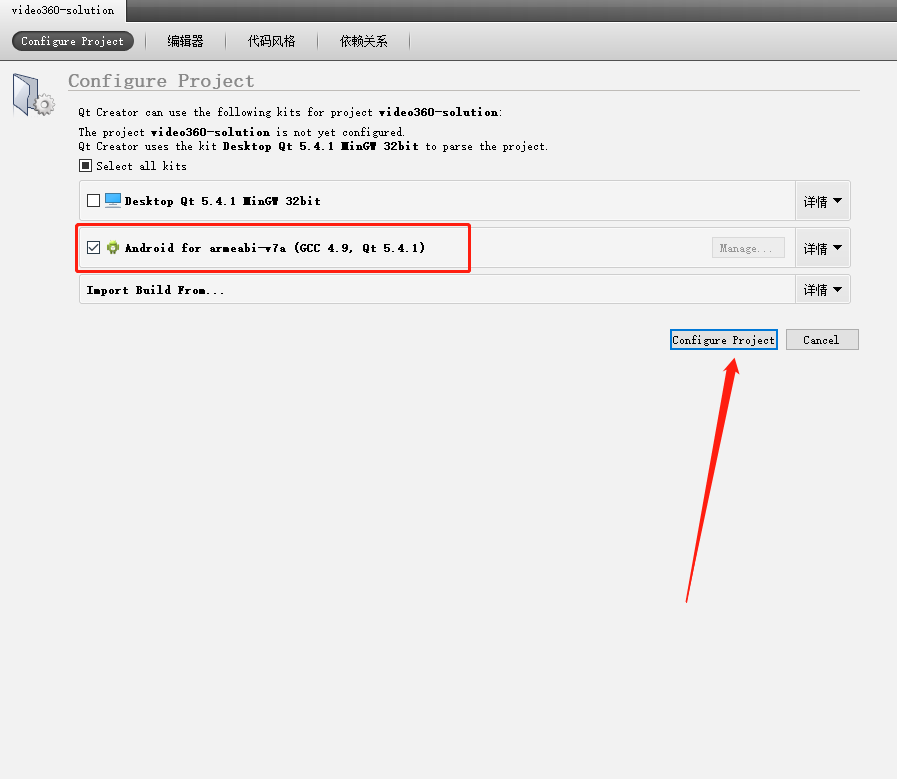 video360-solution
Configure Project 编辑器 代码风格 依赖关系
Configure Project
Qt Creator can use the following kits for project video360-solution:
The project video360-solution is not yet configured.
Qt Creator uses the kit Desktop Qt 5.4.1 MinGW 32bit to parse the project.
Select all kits
Desktop Qt 5.4.1 MinGW 32bit 详情
Android for armeabi-v7a (GCC 4.9, Qt 5.4.1) Manage... 详情
Import Build From... 详情
Configure Project Cancel